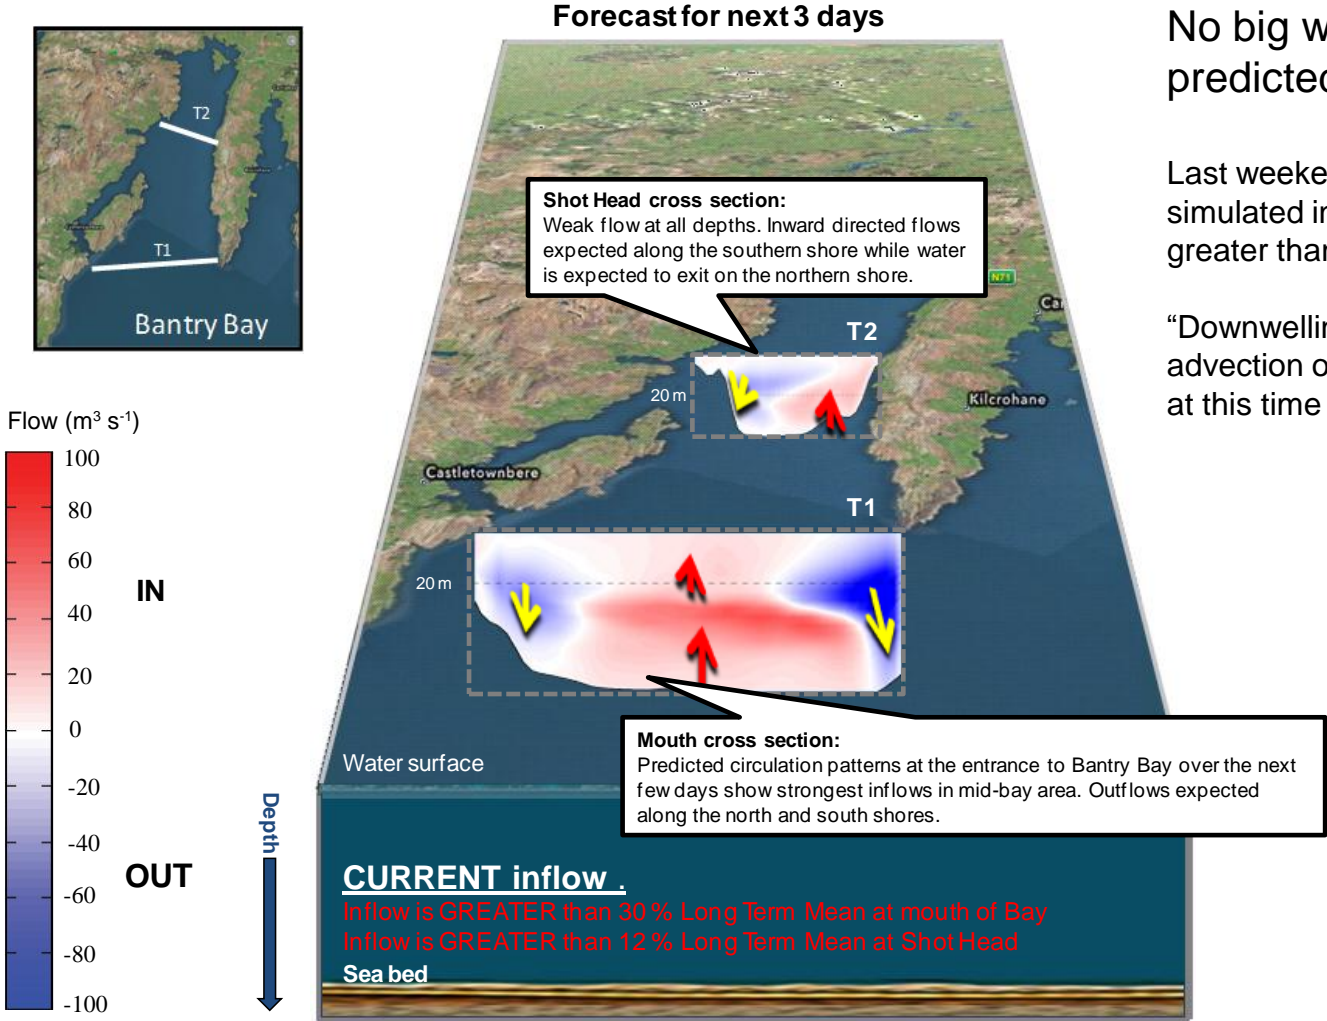 Forecast for next 3 days
T2
T1
Bantry Bay
No big
predicted
Last
simulated
greater
advection
at this time
Shot Head cross section:
Weak flow at all depths. Inward directed flows
expected along the southern shore while water
is expected to exit on the northern shore.
N71
T2
20 m
Kilcrohane
Castletownbere
T1
20 m
Flow (m³ s⁻¹)
100
80
60
40
20
0
-20
-40
-60
-80
-100
IN
OUT
Depth
Mouth cross section:
Predicted circulation patterns at the entrance to Bantry Bay over the next
few days show strongest inflows in mid-bay area. Outflows expected
along the north and south shores.
Water surface
CURRENT inflow .
Inflow is GREATER than 30 % Long Term Mean at mouth of Bay
Inflow is GREATER than 12 % Long Term Mean at Shot Head
Sea bed